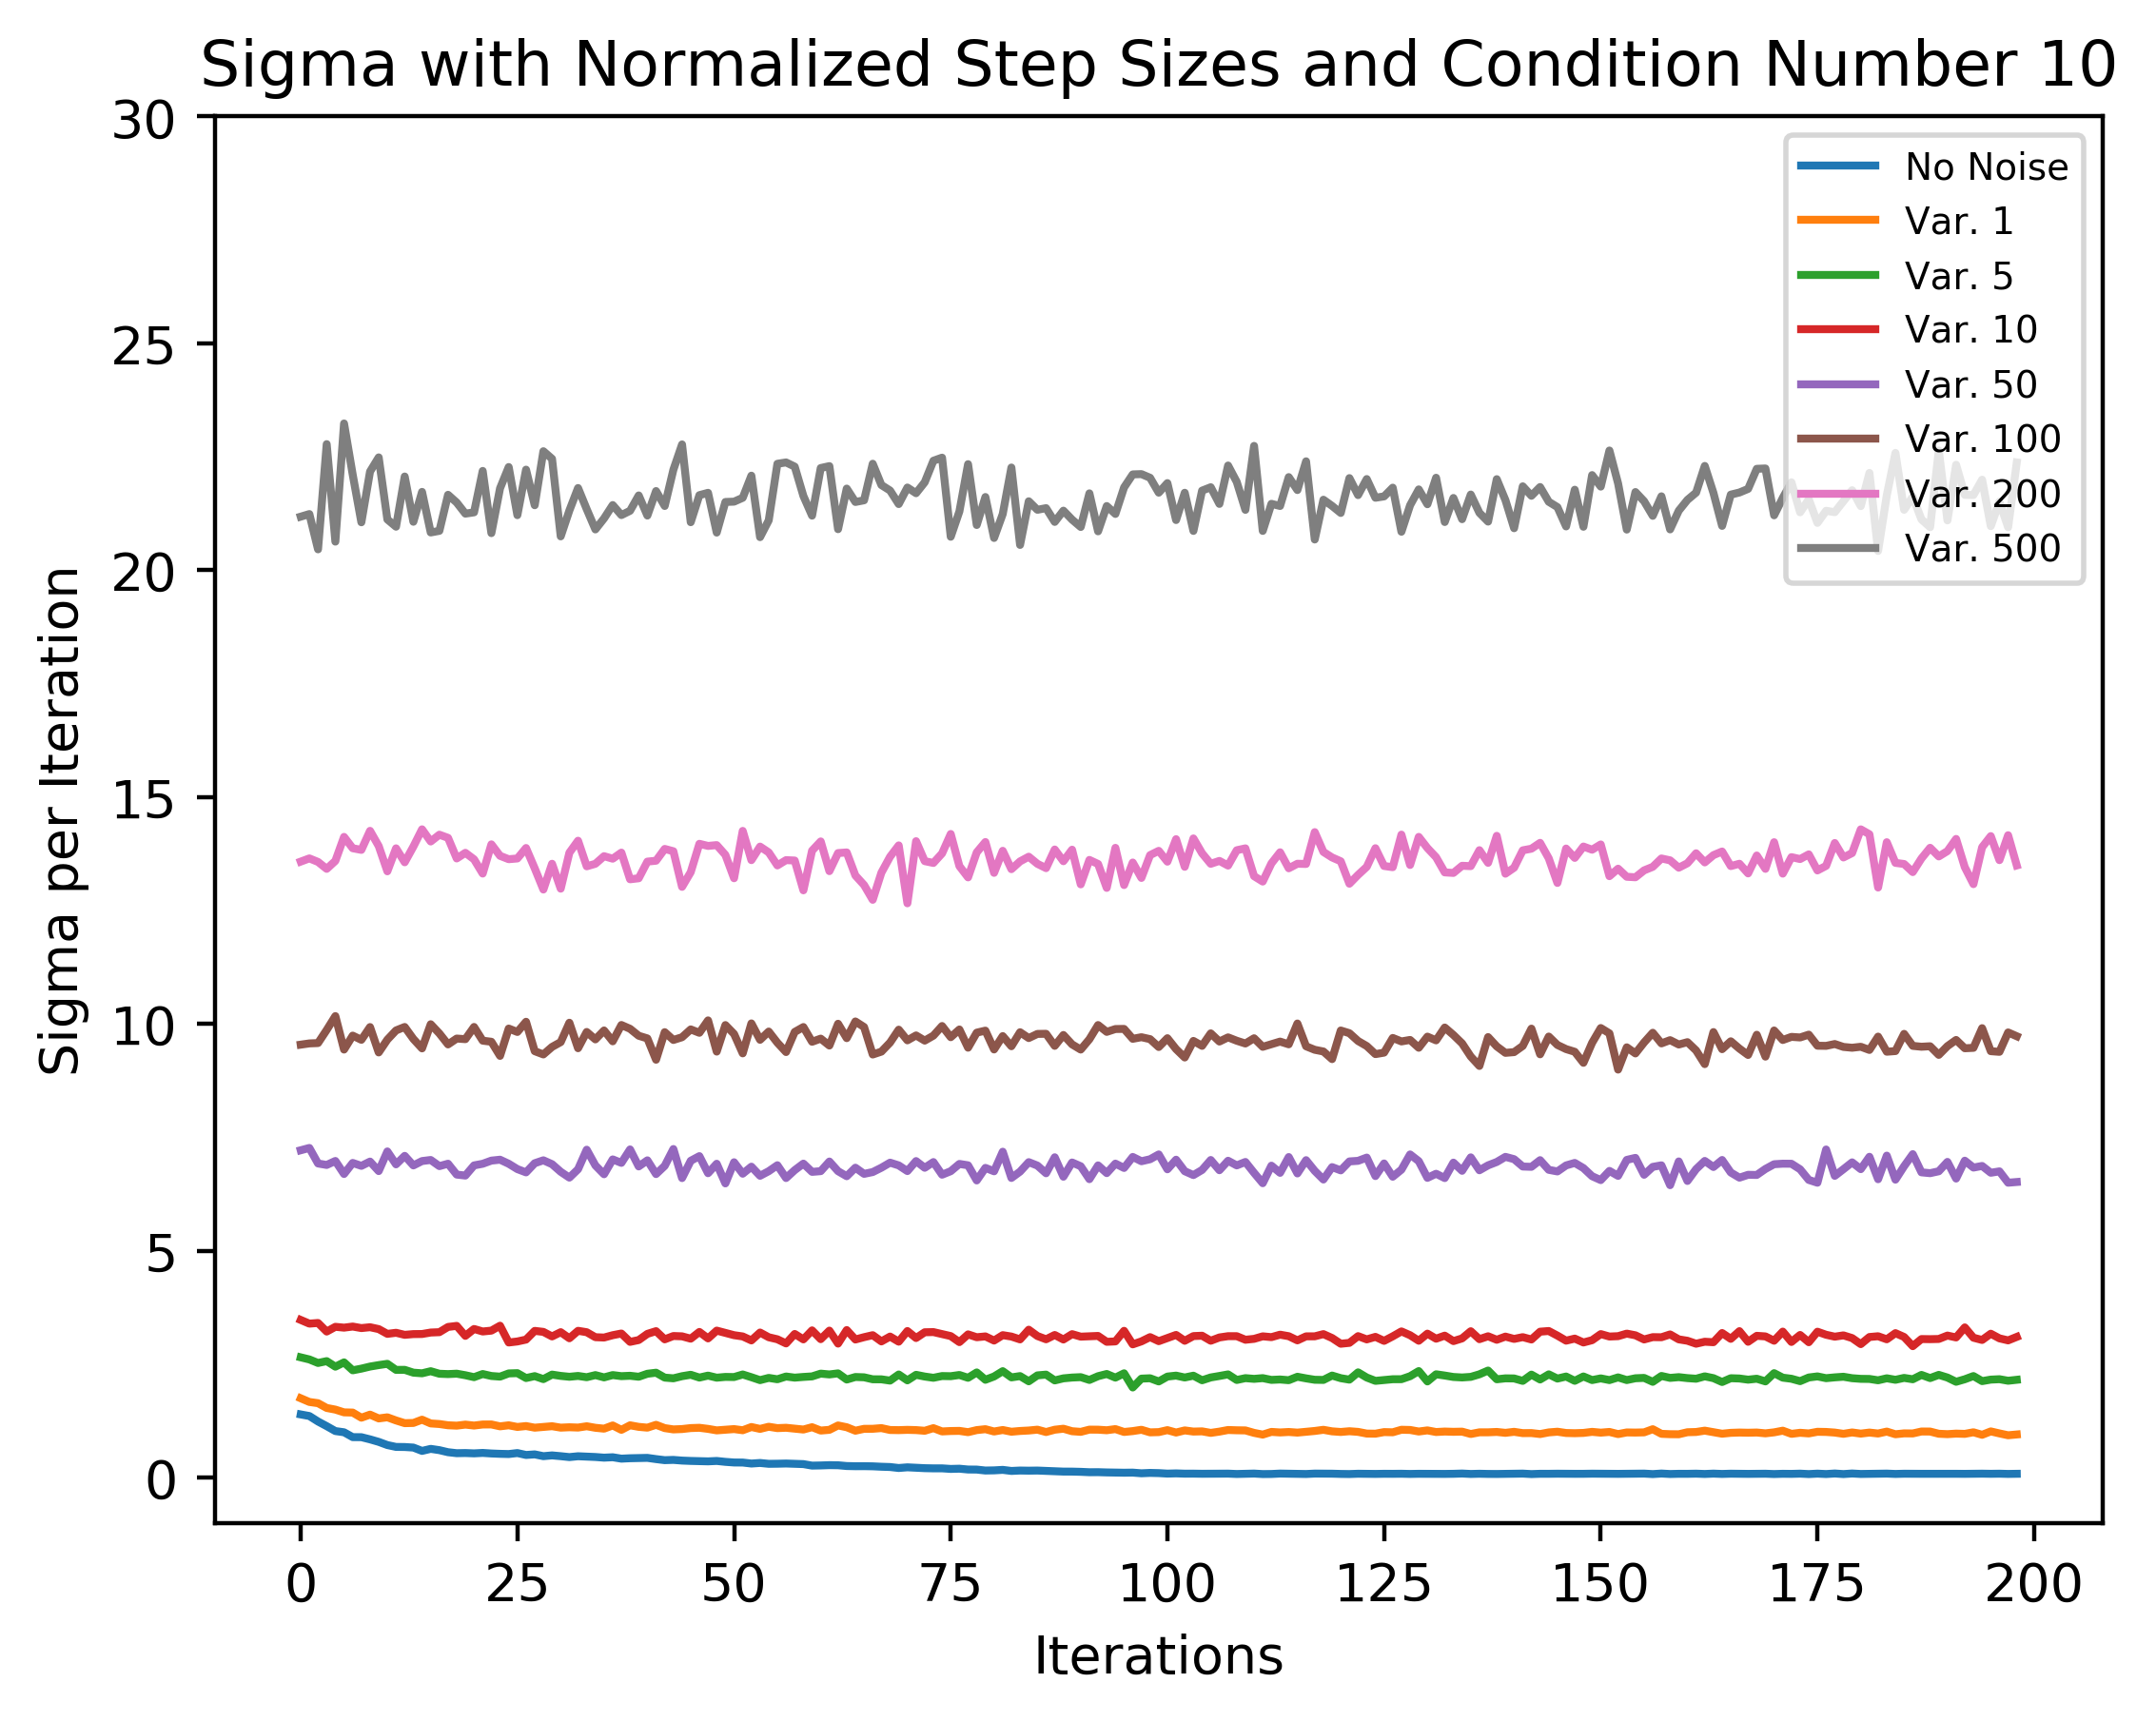 Sigma with Normalized Step Sizes and Condition Number 10
30
25
20
15
10
5
0
Sigma per Iteration
No Noise
Var. 1
Var. 5
Var. 10
Var. 50
Var. 100
Var. 200
Var. 500
0 25 50 75 100 125 150 175 200
Iterations